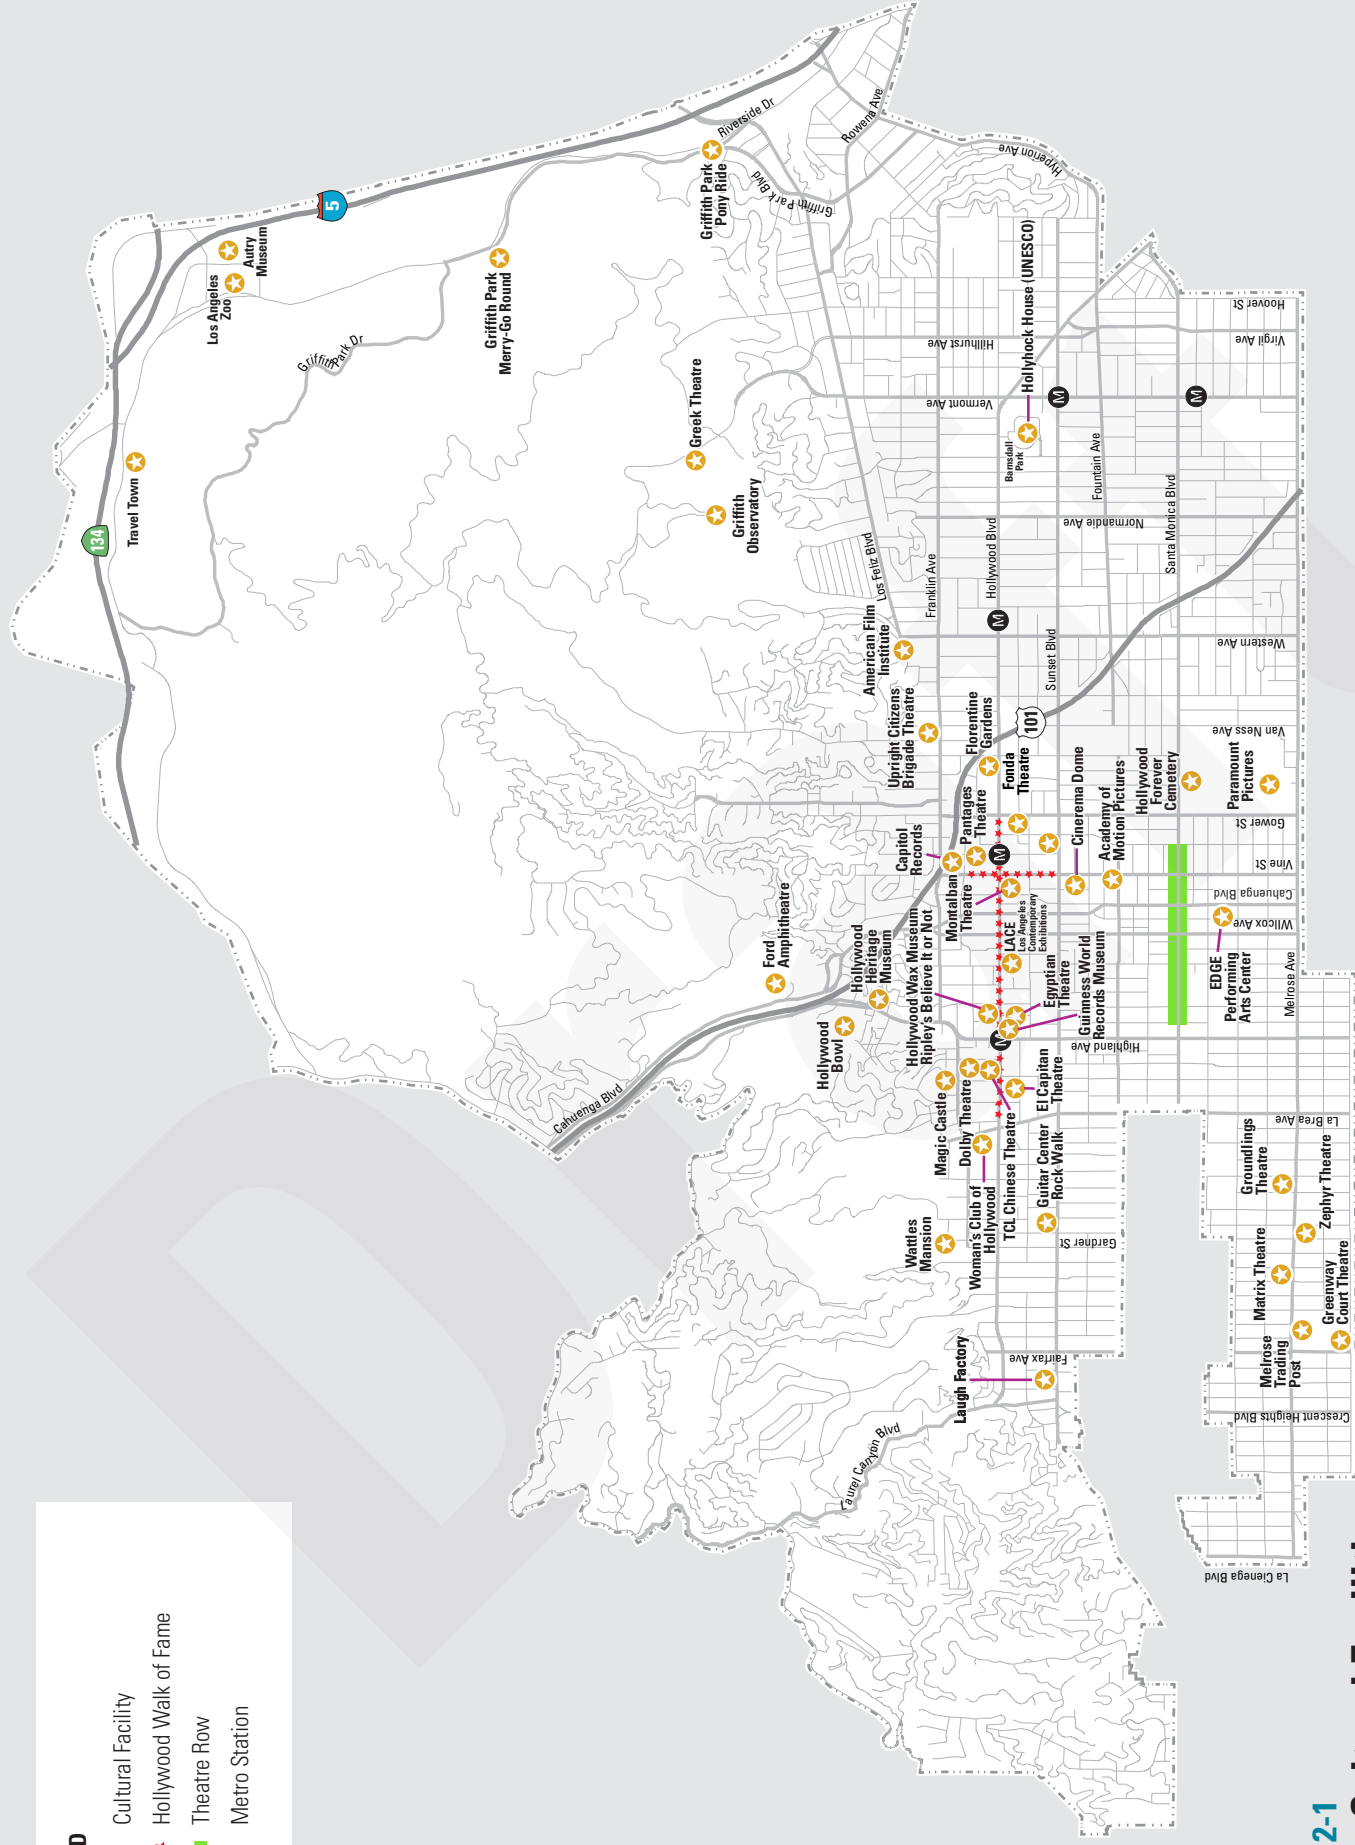 D
Cultural Facility
Hollywood Walk of Fame
Theatre Row
Metro Station
2-1
134
5
101
Travel Town
Los Angeles
Zoo
Autry
Museum
Griffith Park Dr
Griffith Park
Merry-Go Round
Griffith Park
Pony Ride
Riverside Dr
Griffith Park Blvd
Rowena Ave
Hyperion Ave
Greek Theatre
Griffith
Observatory
Los Feliz Blvd
Franklin Ave
Hollywood Blvd
Sunset Blvd
Fountain Ave
Santa Monica Blvd
Melrose Ave
Hillhurst Ave
Vermont Ave
Normandie Ave
Western Ave
Hoover St
Virgil Ave
Van Ness Ave
Gower St
Vine St
Cahuenga Blvd
Wilcox Ave
Highland Ave
La Brea Ave
Gardner St
Fairfax Ave
Crescent Heights Blvd
La Cienega Blvd
Laurel Canyon Blvd
Cahuenga Blvd
Barnsdall
Park
Hollyhock House (UNESCO)
M
M
M
M
M
American Film
Institute
Upright Citizens
Brigade Theatre
Florentine
Gardens
Fonda
Theatre
Pantages
Theatre
Capitol
Records
Montalban
Theatre
LACE
Los Angeles
Contemporary
Exhibitions
Cinerema Dome
Academy of
Motion Pictures
Hollywood
Forever
Cemetery
Paramount
Pictures
EDGE
Performing
Arts Center
Ford
Amphitheatre
Hollywood
Heritage
Museum
Hollywood
Bowl
Hollywood Wax Museum
Ripley's Believe It or Not
Egyptian
Theatre
Guinness World
Records Museum
El Capitan
Theatre
Magic Castle
Dolby Theatre
TCL Chinese Theatre
Woman's Club of
Hollywood
Guitar Center
Rock Walk
Wattles
Mansion
Laugh Factory
Groundlings
Theatre
Zephyr Theatre
Matrix Theatre
Greenway
Court Theatre
Melrose
Trading
Post